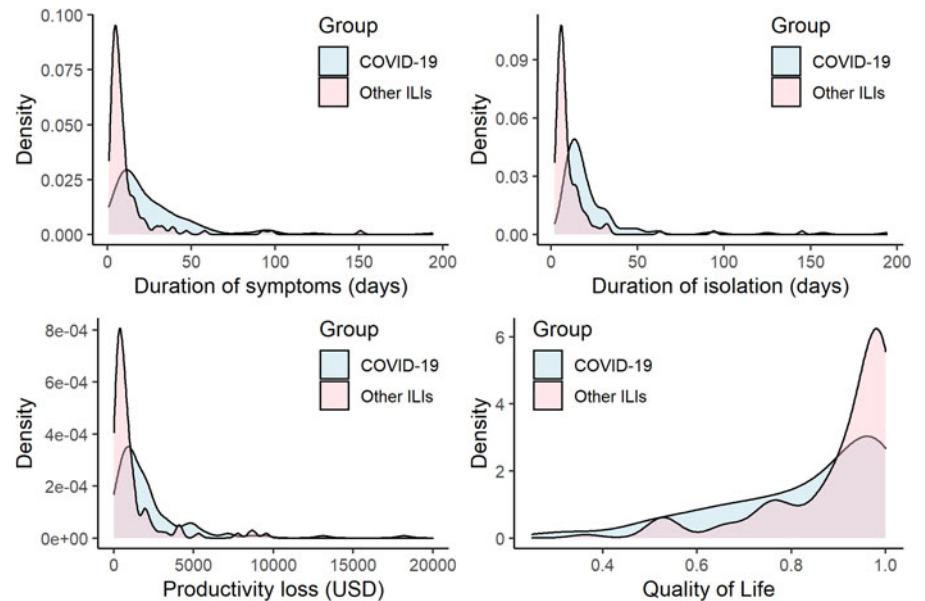 Group
COVID-19
Other ILIs
Density
0.100
0.075
0.050
0.025
0.000
0 50 100 150 200
Duration of symptoms (days)
Group
COVID-19
Other ILIs
Density
0.09
0.06
0.03
0.00
0 50 100 150 200
Duration of isolation (days)
Group
COVID-19
Other ILIs
Density
8e-04
6e-04
4e-04
2e-04
0e+00
0 5000 10000 15000 20000
Productivity loss (USD)
Group
COVID-19
Other ILIs
Density
6
4
2
0
0.4 0.6 0.8 1.0
Quality of Life